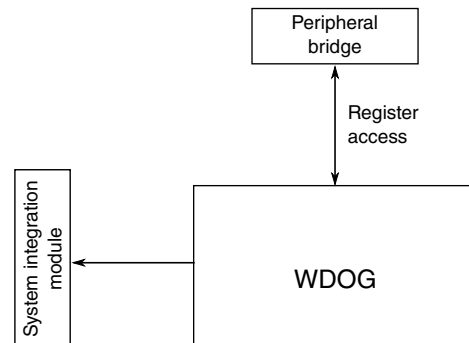 Peripheral
bridge
Register
access
System integration
module
WDOG